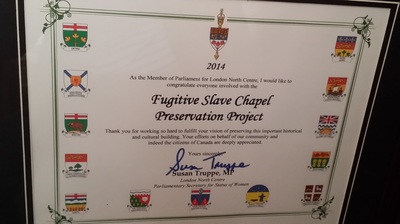 2014
As the Member of Parliament for London North Centre, I would like to
congratulate everyone involved with the
Fugitive Slave Chapel
Preservation Project
Thank you for working so hard to fulfill your vision of preserving this important historical
and cultural building. Your efforts on behalf of our community and
indeed the citizens of Canada are deeply appreciated.
Yours sincerely,
Susan Truppe
Susan Truppe, MP
London North Centre
Parliamentary Secretary for Status of Women